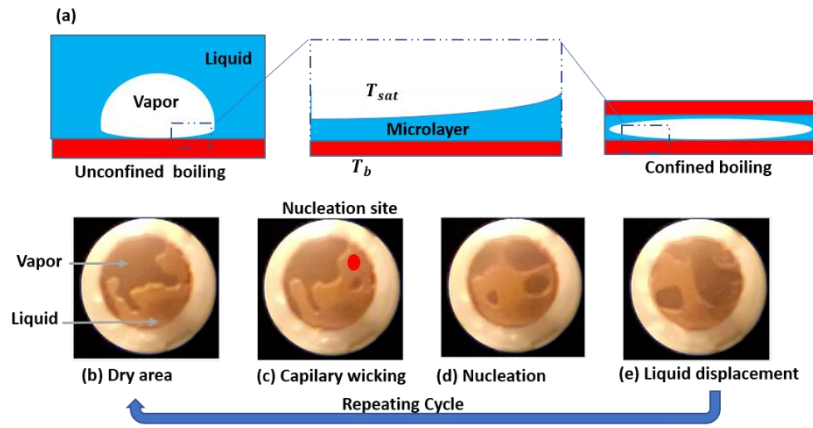 (a)
Liquid
Vapor
Unconfined boiling
T_sat
Microlayer
T_b
Confined boiling
Nucleation site
Vapor
Liquid
(b) Dry area
(c) Capilary wicking
(d) Nucleation
(e) Liquid displacement
Repeating Cycle